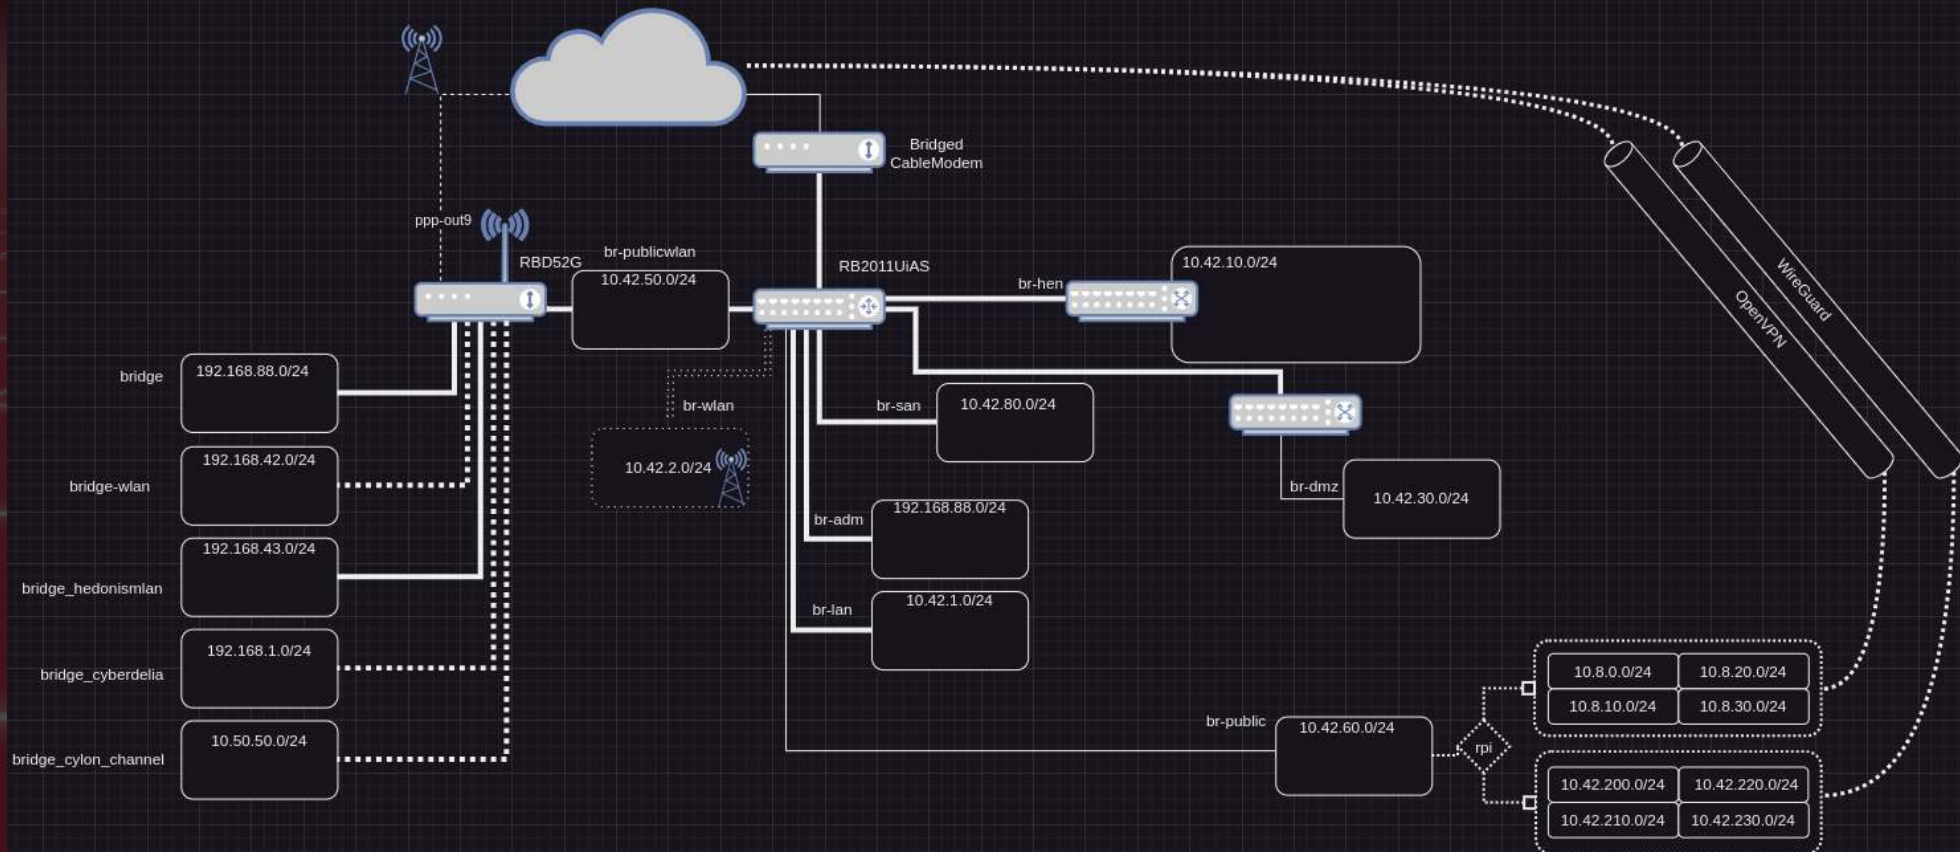 Bridged
CableModem
ppp-out9
RBD52G
br-publicwlan
10.42.50.0/24
RB2011UiAS
br-hen
10.42.10.0/24
WireGuard
OpenVPN
bridge
192.168.88.0/24
br-wlan
10.42.2.0/24
br-san
10.42.80.0/24
bridge-wlan
192.168.42.0/24
br-dmz
10.42.30.0/24
br-adm
192.168.88.0/24
bridge_hedonismlan
192.168.43.0/24
br-lan
10.42.1.0/24
bridge_cyberdelia
192.168.1.0/24
bridge_cylon_channel
10.50.50.0/24
br-public
10.42.60.0/24
rpi
10.8.0.0/24
10.8.20.0/24
10.8.10.0/24
10.8.30.0/24
10.42.200.0/24
10.42.220.0/24
10.42.210.0/24
10.42.230.0/24